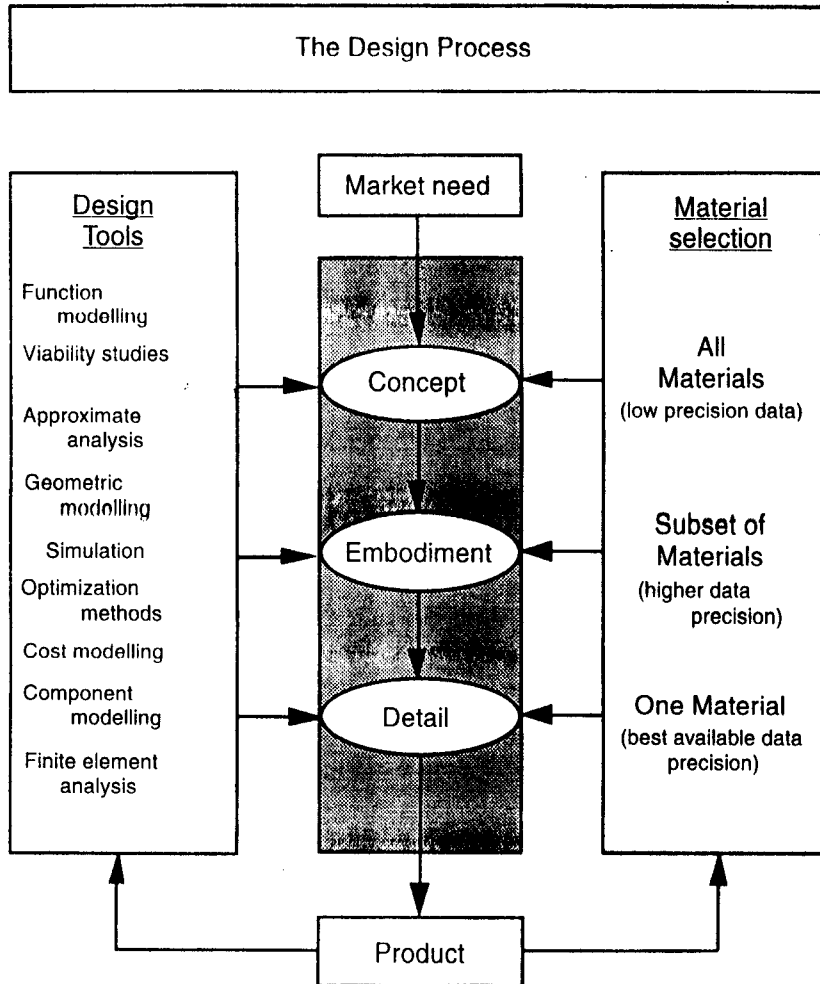 The Design Process
Market need
Design
Tools
Function
modelling
Viability studies
Approximate
analysis
Geometric
modelling
Simulation
Optimization
methods
Cost modelling
Component
modelling
Finite element
analysis
Concept
Embodiment
Detail
Material
selection
All
Materials
(low precision data)
Subset of
Materials
(higher data
precision)
One Material
(best available data
precision)
Product